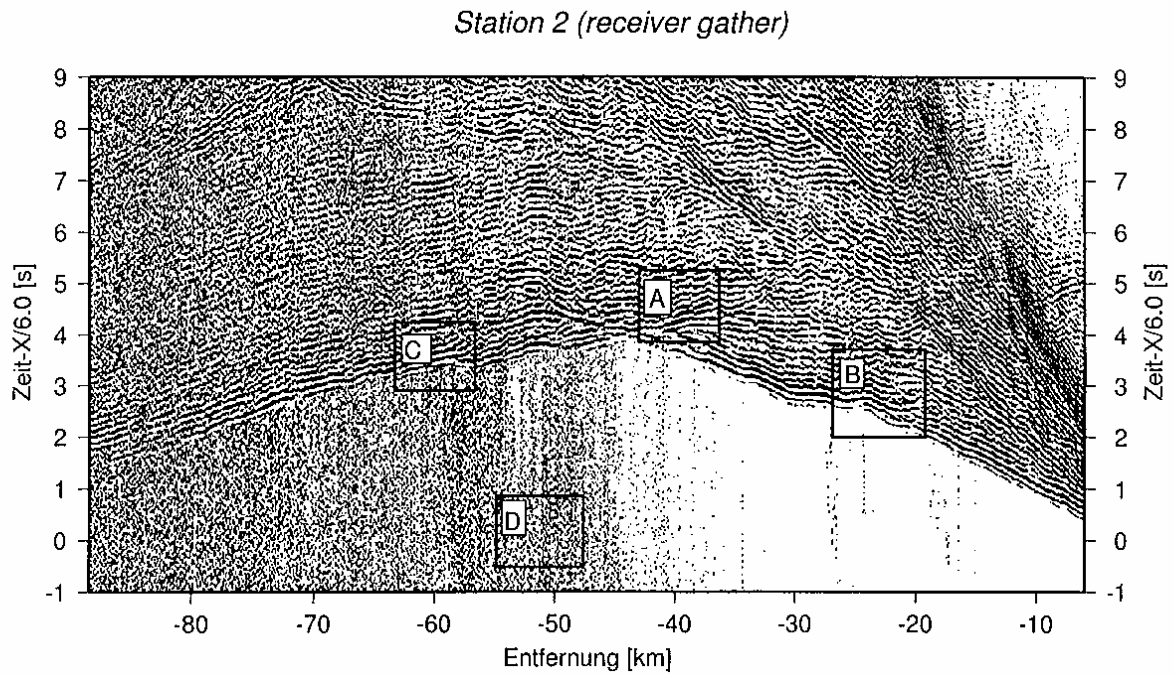 Station 2 (receiver gather)
9
8
7
6
5
4
3
2
1
0
-1
Zeit-X/6.0 [s]
A
C
B
D
9
8
7
6
5
4
3
2
1
0
-1
Zeit-X/6.0 [s]
-80 -70 -60 -50 -40 -30 -20 -10
Entfernung [km]